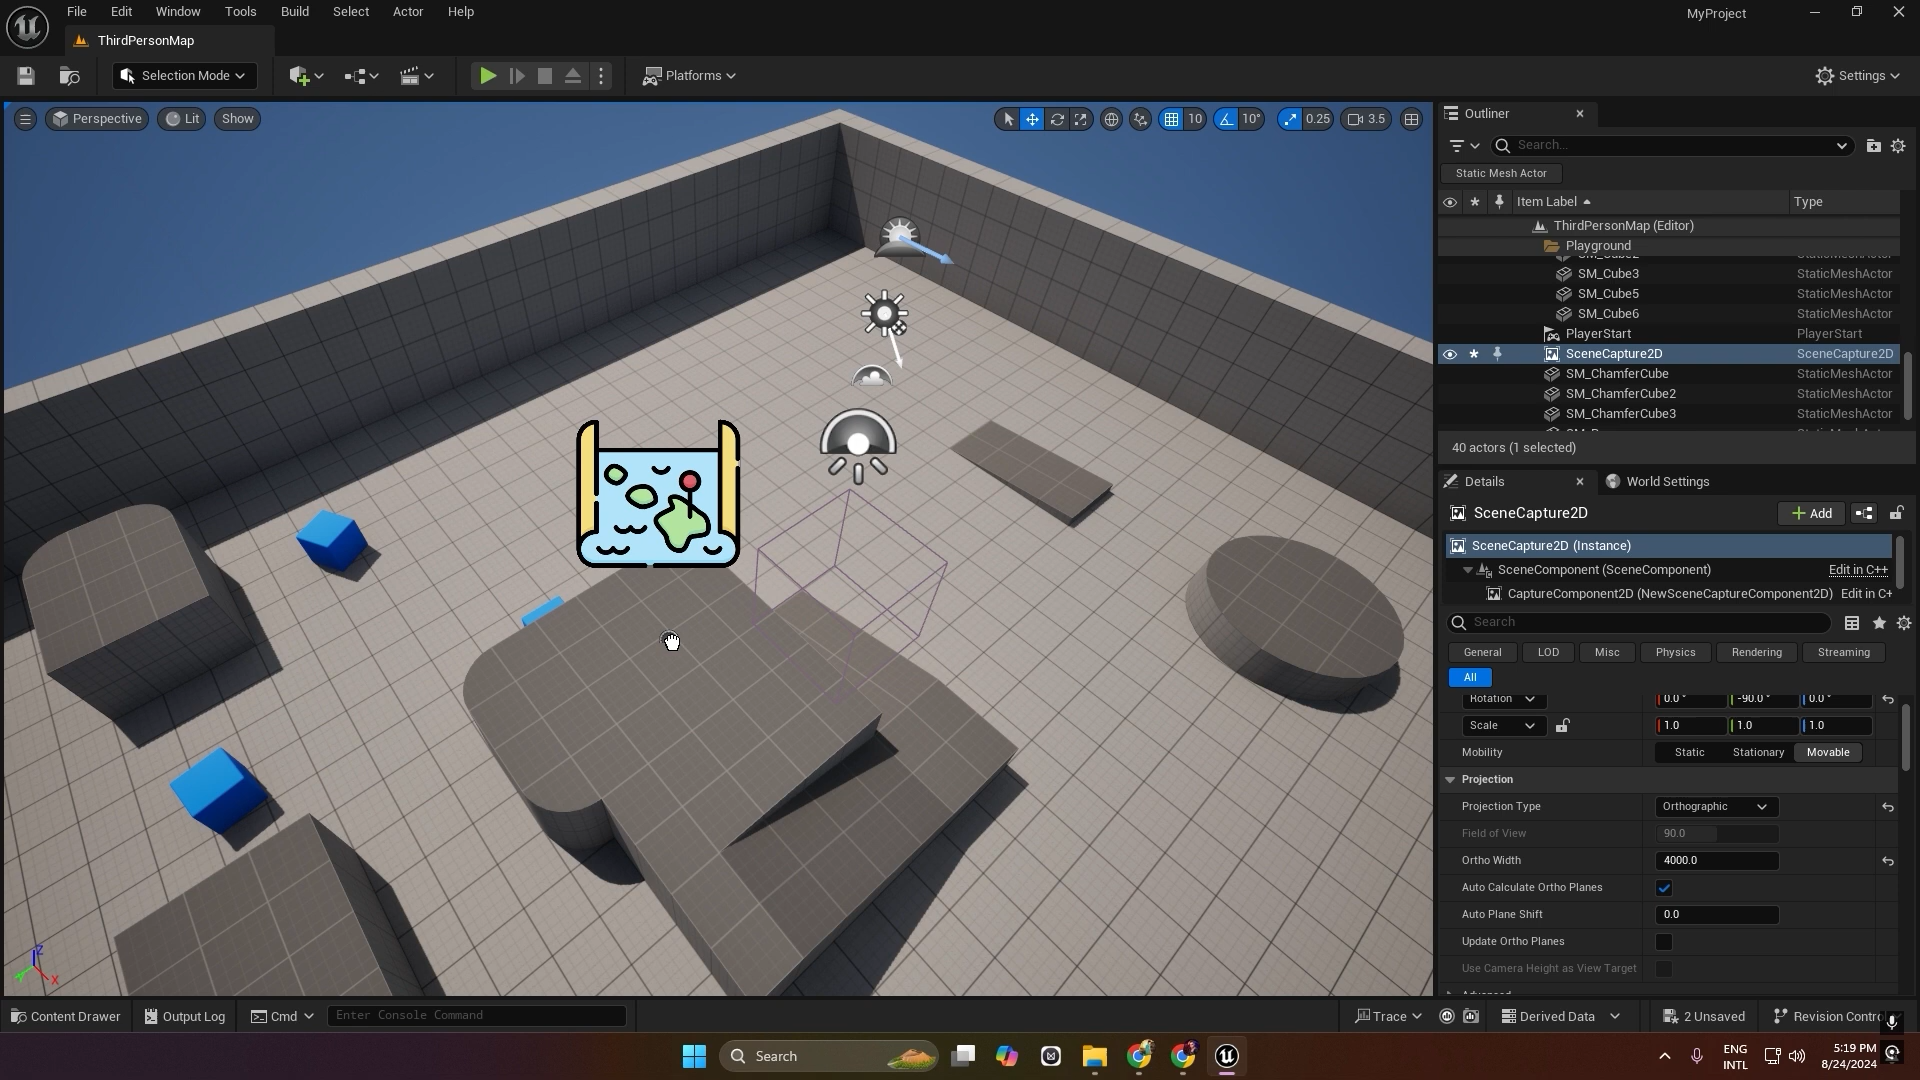 File Edit Window Tools Build Select Actor Help
MyProject
ThirdPersonMap
Selection Mode
Platforms
Settings
Perspective
Lit
Show
10
10°
0.25
3.5
Outliner
Search...
Static Mesh Actor
Item Label
Type
ThirdPersonMap (Editor)
Playground
SM_Cube3 StaticMeshActor
SM_Cube5 StaticMeshActor
SM_Cube6 StaticMeshActor
PlayerStart PlayerStart
SceneCapture2D SceneCapture2D
SM_ChamferCube StaticMeshActor
SM_ChamferCube2 StaticMeshActor
SM_ChamferCube3 StaticMeshActor
40 actors (1 selected)
Details
World Settings
SceneCapture2D
Add
SceneCapture2D (Instance)
SceneComponent (SceneComponent) Edit in C++
CaptureComponent2D (NewSceneCaptureComponent2D) Edit in C+
Search
General LOD Misc Physics Rendering Streaming
All
Rotation 0.0° -90.0° 0.0°
Scale 1.0 1.0 1.0
Mobility Static Stationary Movable
Projection
Projection Type Orthographic
Field of View 90.0
Ortho Width 4000.0
Auto Calculate Ortho Planes
Auto Plane Shift 0.0
Update Ortho Planes
Use Camera Height as View Target
Z
Y
X
Content Drawer
Output Log
Cmd
Enter Console Command
Trace
Derived Data
2 Unsaved
Revision Contro
Search
ENG
INTL
5:19 PM
8/24/2024